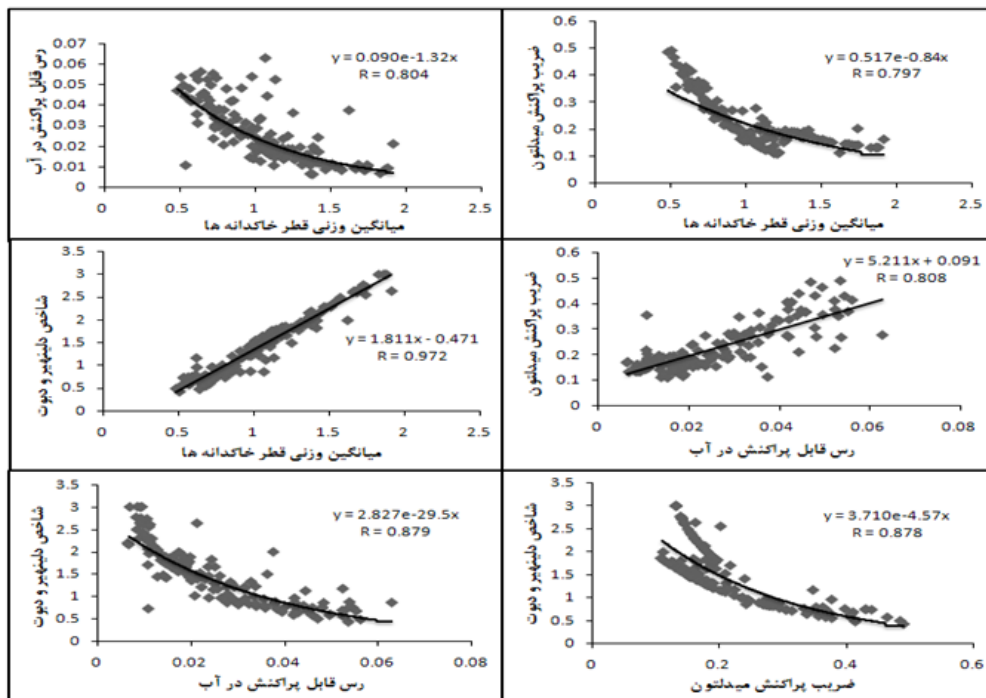 0.07
0.06
0.05
0.04
0.03
0.02
0.01
0
رس قابل پراکنش در آب
y = 0.090e-1.32x
R = 0.804
0 0.5 1 1.5 2 2.5
میانگین وزنی قطر خاکدانه ها
0.6
0.5
0.4
0.3
0.2
0.1
0
ضریب پراکنش میدلتون
y = 0.517e-0.84x
R = 0.797
0 0.5 1 1.5 2 2.5
میانگین وزنی قطر خاکدانه ها
3.5
3
2.5
2
1.5
1
0.5
0
شاخص دلینهیر و دبوت
y = 1.811x - 0.471
R = 0.972
0 0.5 1 1.5 2 2.5
میانگین وزنی قطر خاکدانه ها
0.6
0.5
0.4
0.3
0.2
0.1
0
ضریب پراکنش میدلتون
y = 5.211x + 0.091
R = 0.808
0 0.02 0.04 0.06 0.08
رس قابل پراکنش در آب
3.5
3
2.5
2
1.5
1
0.5
0
شاخص دلینهیر و دبوت
y = 2.827e-29.5x
R = 0.879
0 0.02 0.04 0.06 0.08
رس قابل پراکنش در آب
3.5
3
2.5
2
1.5
1
0.5
0
شاخص دلینهیر و دبوت
y = 3.710e-4.57x
R = 0.878
0 0.2 0.4 0.6
ضریب پراکنش میدلتون